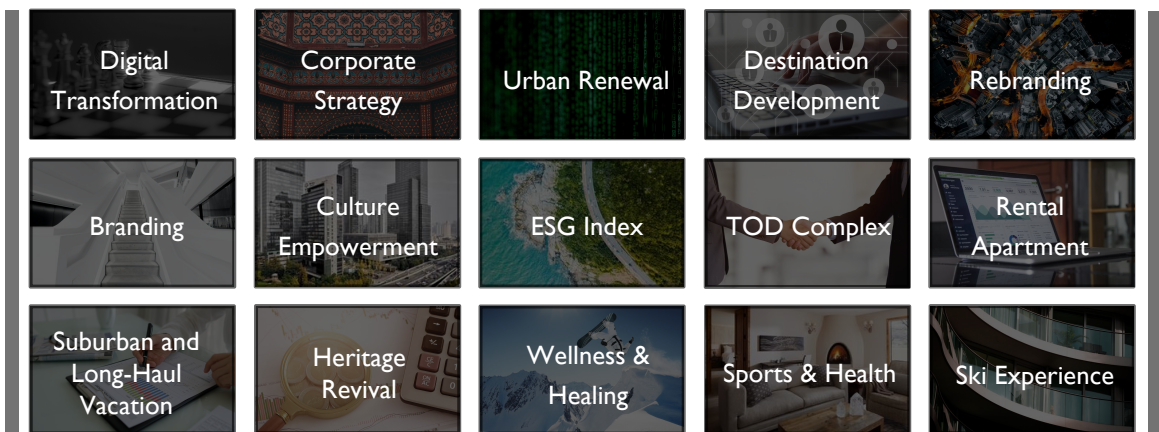 Digital
Transformation
Corporate
Strategy
Urban Renewal
Destination
Development
Rebranding
Branding
Culture
Empowerment
ESG Index
TOD Complex
Rental
Apartment
Suburban and
Long-Haul
Vacation
Heritage
Revival
Wellness &
Healing
Sports & Health
Ski Experience